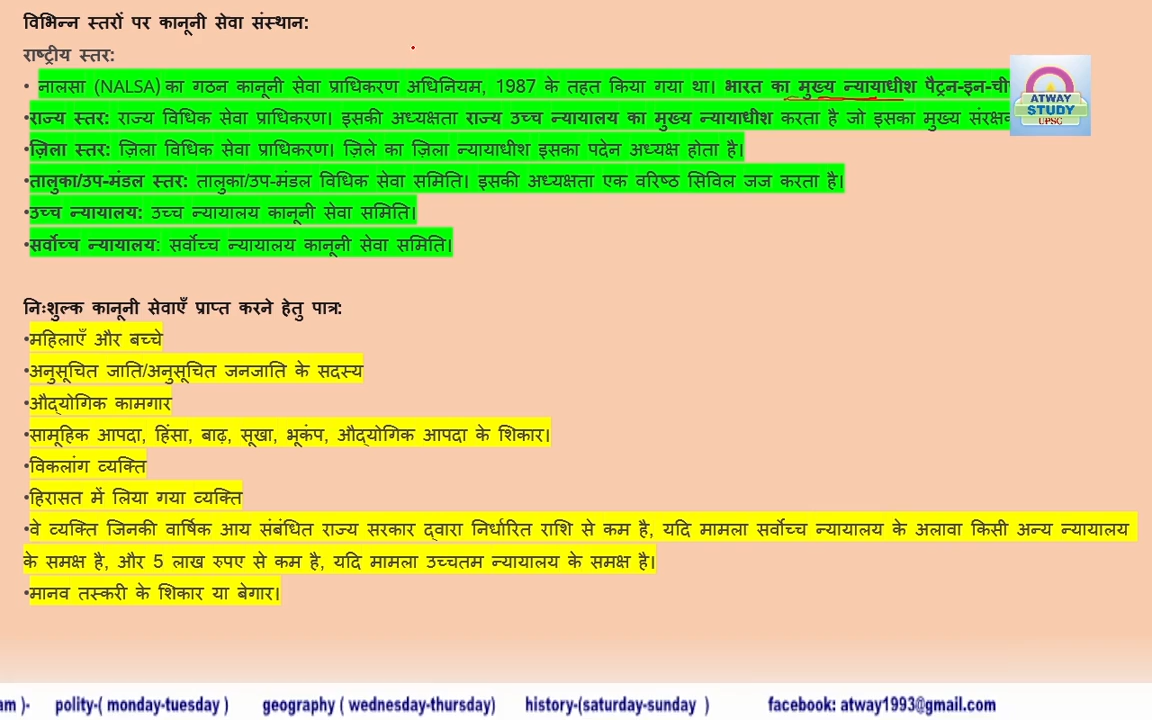 विभिन्न स्तरों पर कानूनी सेवा संस्थान:
राष्ट्रीय स्तर:
• नालसा (NALSA) का गठन कानूनी सेवा प्राधिकरण अधिनियम, 1987 के तहत किया गया था। भारत का मुख्य न्यायाधीश पैट्रन-इन-ची
• राज्य स्तर: राज्य विधिक सेवा प्राधिकरण। इसकी अध्यक्षता राज्य उच्च न्यायालय का मुख्य न्यायाधीश करता है जो इसका मुख्य
•ज़िला स्तर: ज़िला विधिक सेवा प्राधिकरण। ज़िले का ज़िला न्यायाधीश इसका पदेन अध्यक्ष होता है।
•तालुका/उप-मंडल स्तर: तालुका/उप-मंडल विधिक सेवा समिति। इसकी अध्यक्षता एक वरिष्ठ सिविल जज करता है।
•उच्च न्यायालय: उच्च न्यायालय कानूनी सेवा समिति।
•सर्वोच्च न्यायालय: सर्वोच्च न्यायालय कानूनी सेवा समिति।
ATWAY
STUDY
UPSC
निःशुल्क कानूनी सेवाएँ प्राप्त करने हेतु पात्र:
•महिलाएँ और बच्चे
•अनुसूचित जाति/अनुसूचित जनजाति के सदस्य
•औद्योगिक कामगार
•सामूहिक आपदा, हिंसा, बाढ़, सूखा, भूकंप, औद्योगिक आपदा के शिकार।
•विकलांग व्यक्ति
•हिरासत में लिया गया व्यक्ति
•वे व्यक्ति जिनकी वार्षिक आय संबंधित राज्य सरकार द्वारा निर्धारित राशि से कम है, यदि मामला सर्वोच्च न्यायालय के अलावा किसी अन्य न्यायालय
के समक्ष है, और 5 लाख रुपए से कम है, यदि मामला उच्चतम न्यायालय के समक्ष है।
•मानव तस्करी के शिकार या बेगार।
am )- polity-( monday-tuesday ) geography ( wednesday-thursday) history-(saturday-sunday ) facebook: atway1993@gmail.com